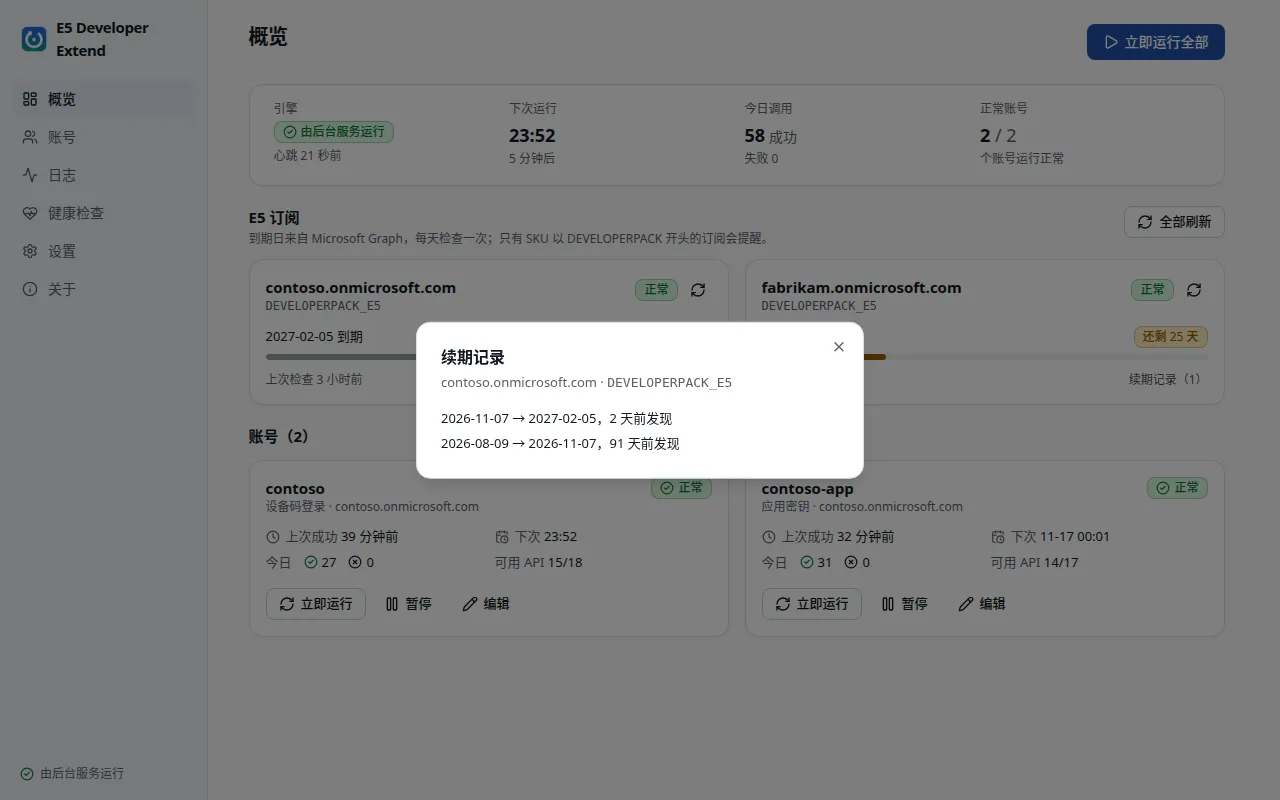 E5 Developer
Extend
概览
账号
日志
健康检查
设置
关于
由后台服务运行
概览
立即运行全部
引擎
由后台服务运行
心跳 21 秒前
下次运行
23:52
5 分钟后
今日调用
58 成功
失败 0
正常账号
2 / 2
个账号运行正常
E5 订阅
到期日来自 Microsoft Graph，每天检查一次；只有 SKU 以 DEVELOPERPACK 开头的订阅会提醒。
全部刷新
contoso.onmicrosoft.com
正常
DEVELOPERPACK_E5
2027-02-05 到期
上次检查 3 小时前
fabrikam.onmicrosoft.com
正常
DEVELOPERPACK_E5
还剩 25 天
续期记录（1）
续期记录
contoso.onmicrosoft.com · DEVELOPERPACK_E5
2026-11-07 → 2027-02-05，2 天前发现
2026-08-09 → 2026-11-07，91 天前发现
账号（2）
contoso
正常
设备码登录 · contoso.onmicrosoft.com
上次成功 39 分钟前
下次 23:52
今日 27 0
可用 API 15/18
立即运行
暂停
编辑
contoso-app
正常
应用密钥 · contoso.onmicrosoft.com
上次成功 32 分钟前
下次 11-17 00:01
今日 31 0
可用 API 14/17
立即运行
暂停
编辑